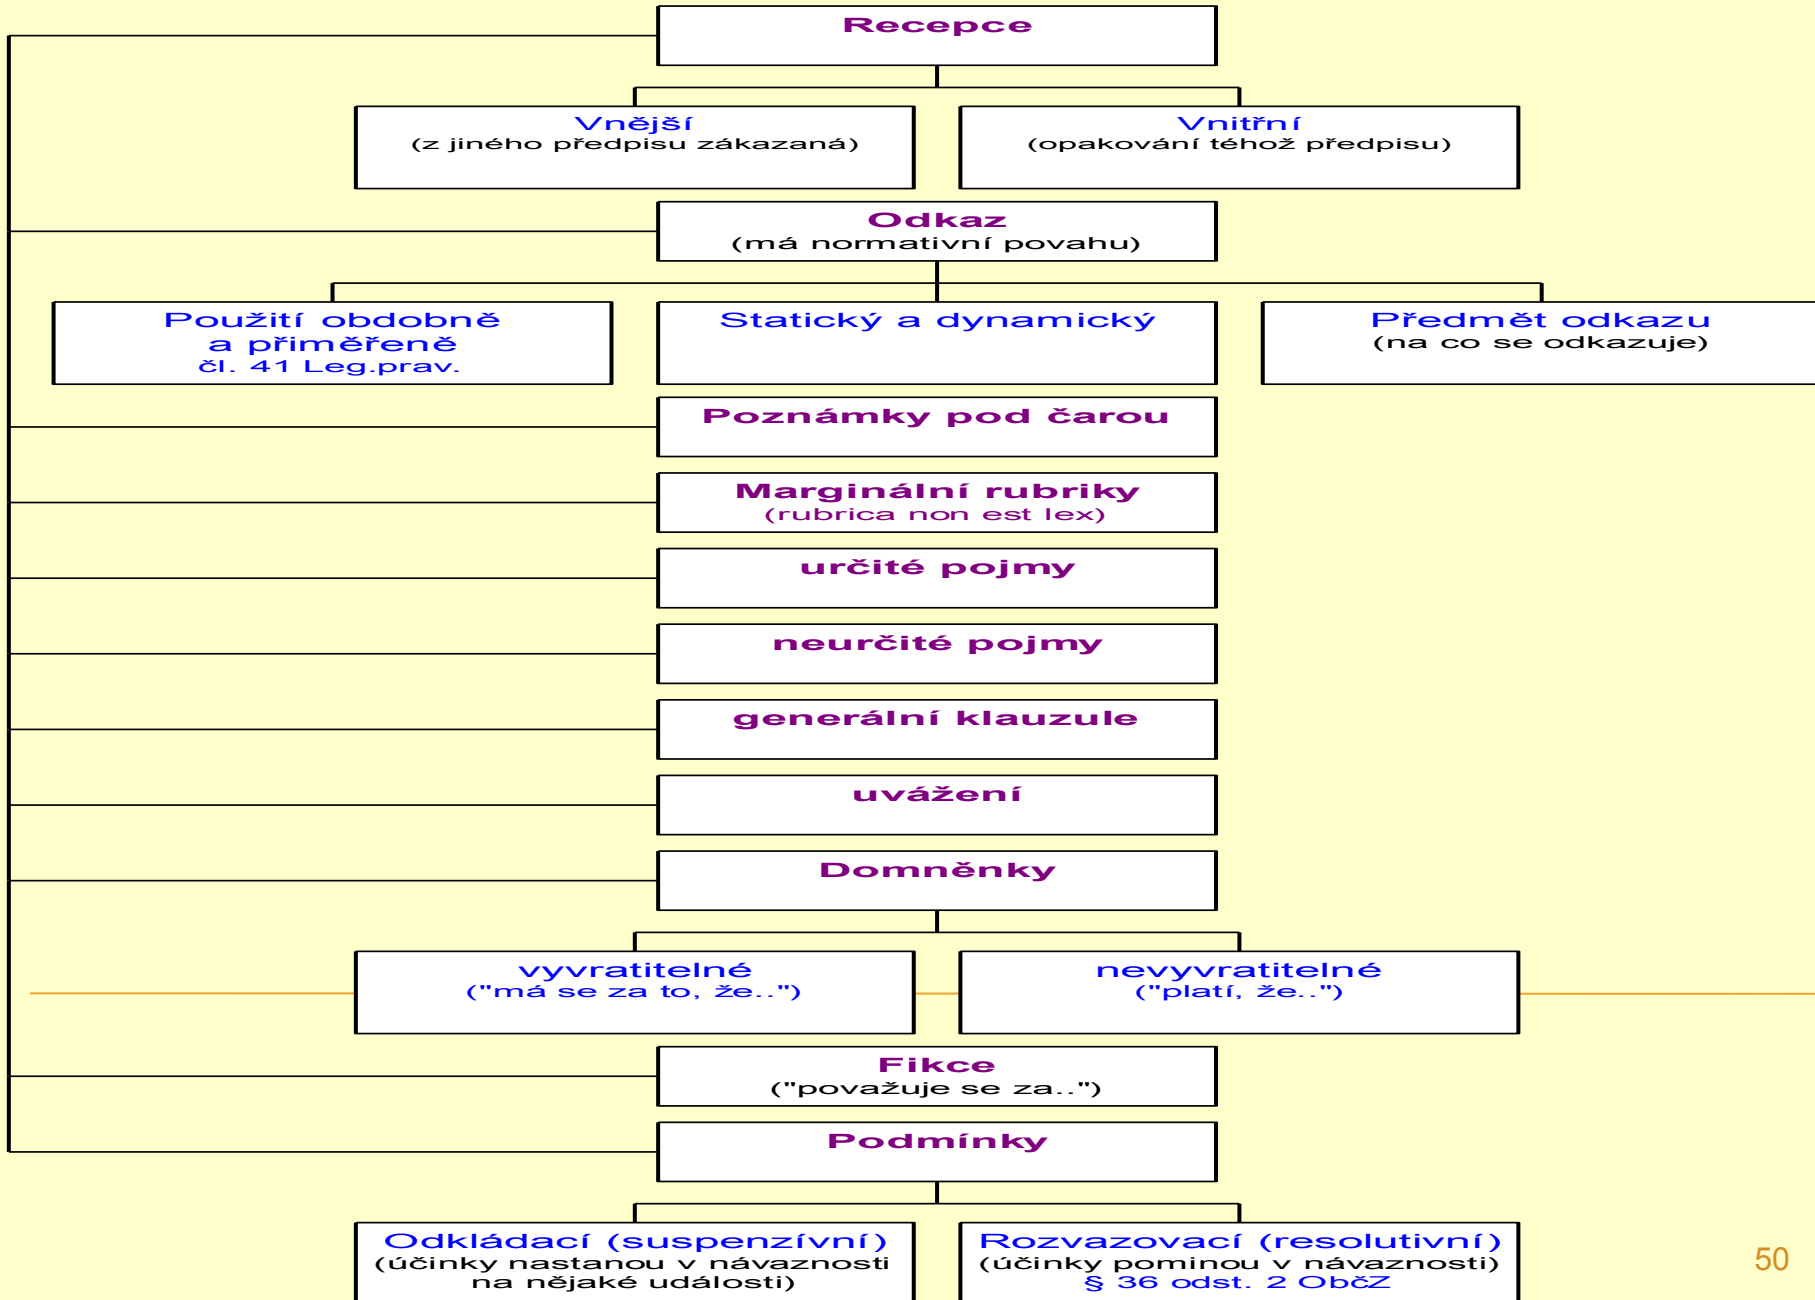 Recepce
Vnější
(z jiného předpisu zákazaná)
Vnitřní
(opakování téhož předpisu)
Odkaz
(má normativní povahu)
Použití obdobně
a přiměřeně
čl. 41 Leg.prav.
Statický a dynamický
Předmět odkazu
(na co se odkazuje)
Poznámky pod čarou
Marginální rubriky
(rubrica non est lex)
určité pojmy
neurčité pojmy
generální klauzule
uvážení
Domněnky
vyvratitelné
("má se za to, že..")
nevyvratitelné
("platí, že..")
Fikce
("považuje se za..")
Podmínky
Odkládací (suspenzívní)
(účinky nastanou v návaznosti
na nějaké události)
Rozvazovací (resolutivní)
(účinky pominou v návaznosti)
§ 36 odst. 2 ObčZ
50